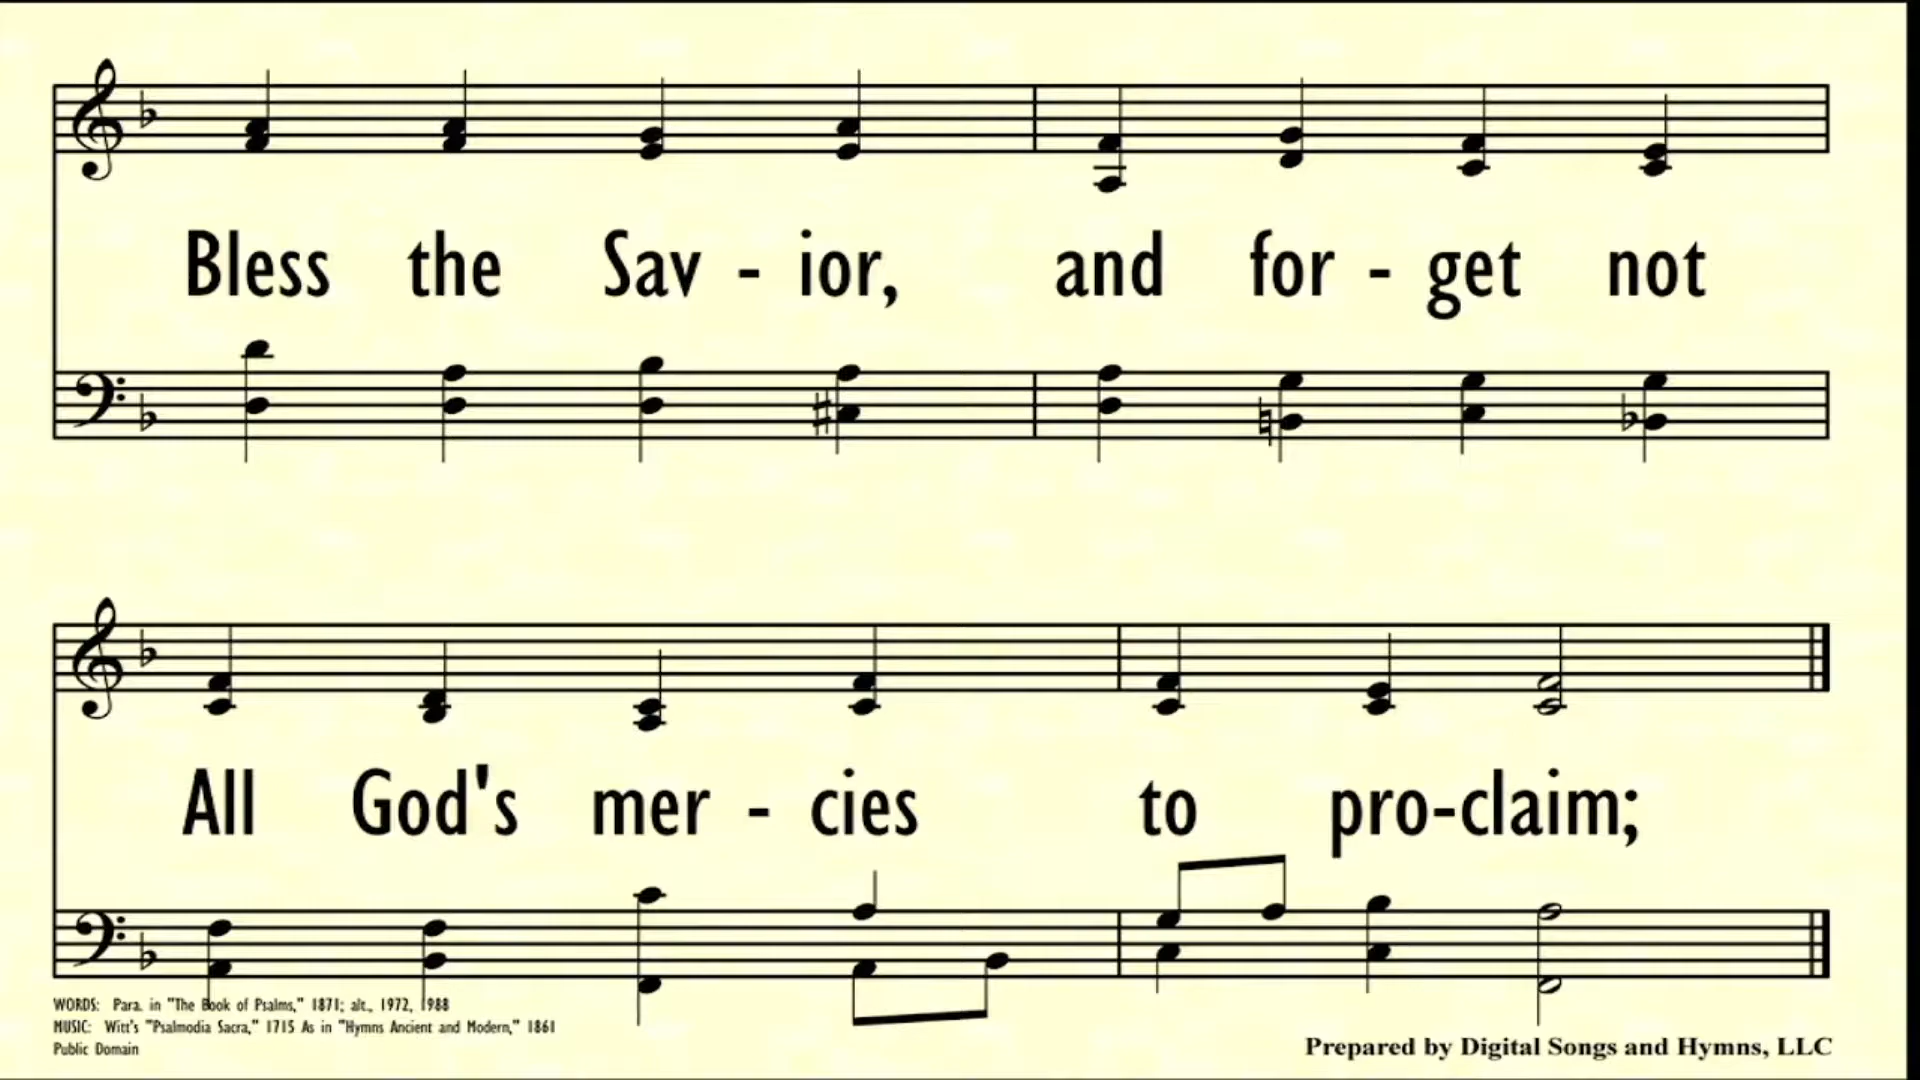 Bless the Sav - ior, and for - get not
All God's mer - cies to pro-claim;
WORDS: Para. in "The Book of Psalms," 1871; alt., 1972, 1988
MUSIC: Witt's "Psalmodia Sacra," 1715 As in "Hymns Ancient and Modern," 1861
Public Domain
Prepared by Digital Songs and Hymns, LLC